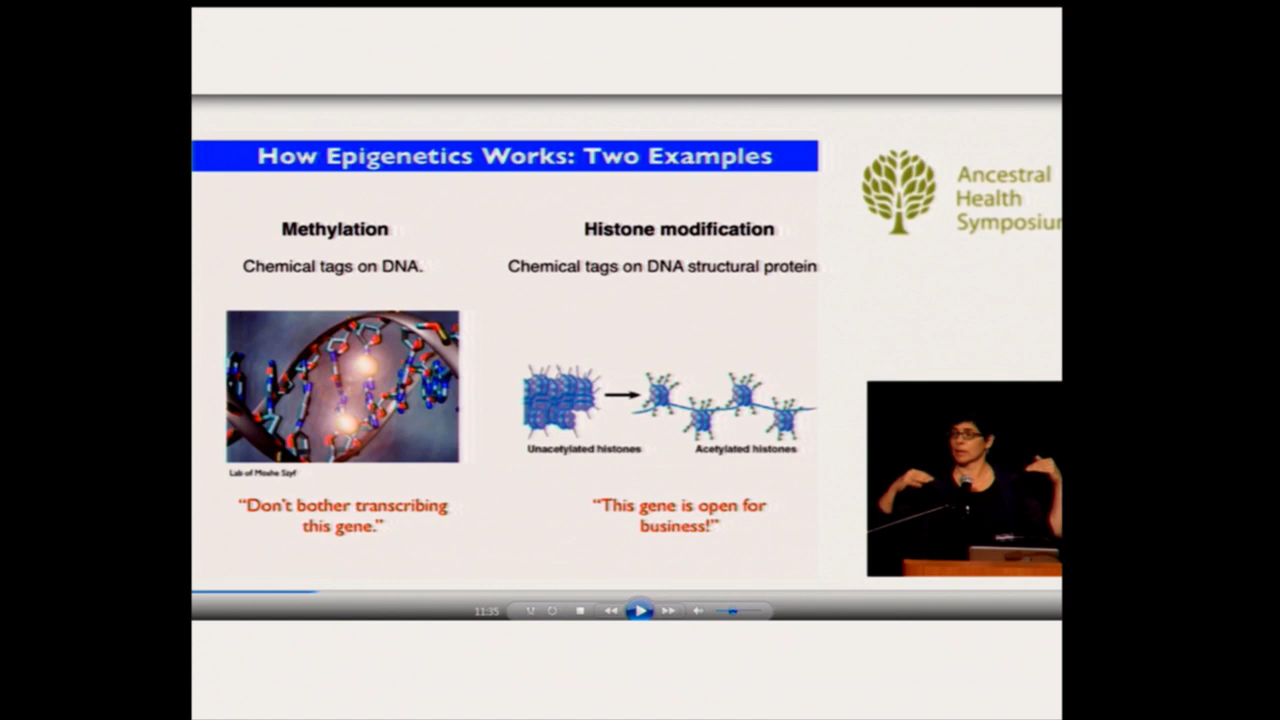 How Epigenetics Works: Two Examples
Methylation
Chemical tags on DNA.
Lab of Moshe Szyf
"Don't bother transcribing
this gene."
Histone modification
Chemical tags on DNA structural protein
Unacetylated histones
Acetylated histones
"This gene is open for
business!"
Ancestral
Health
Symposiu
11:35